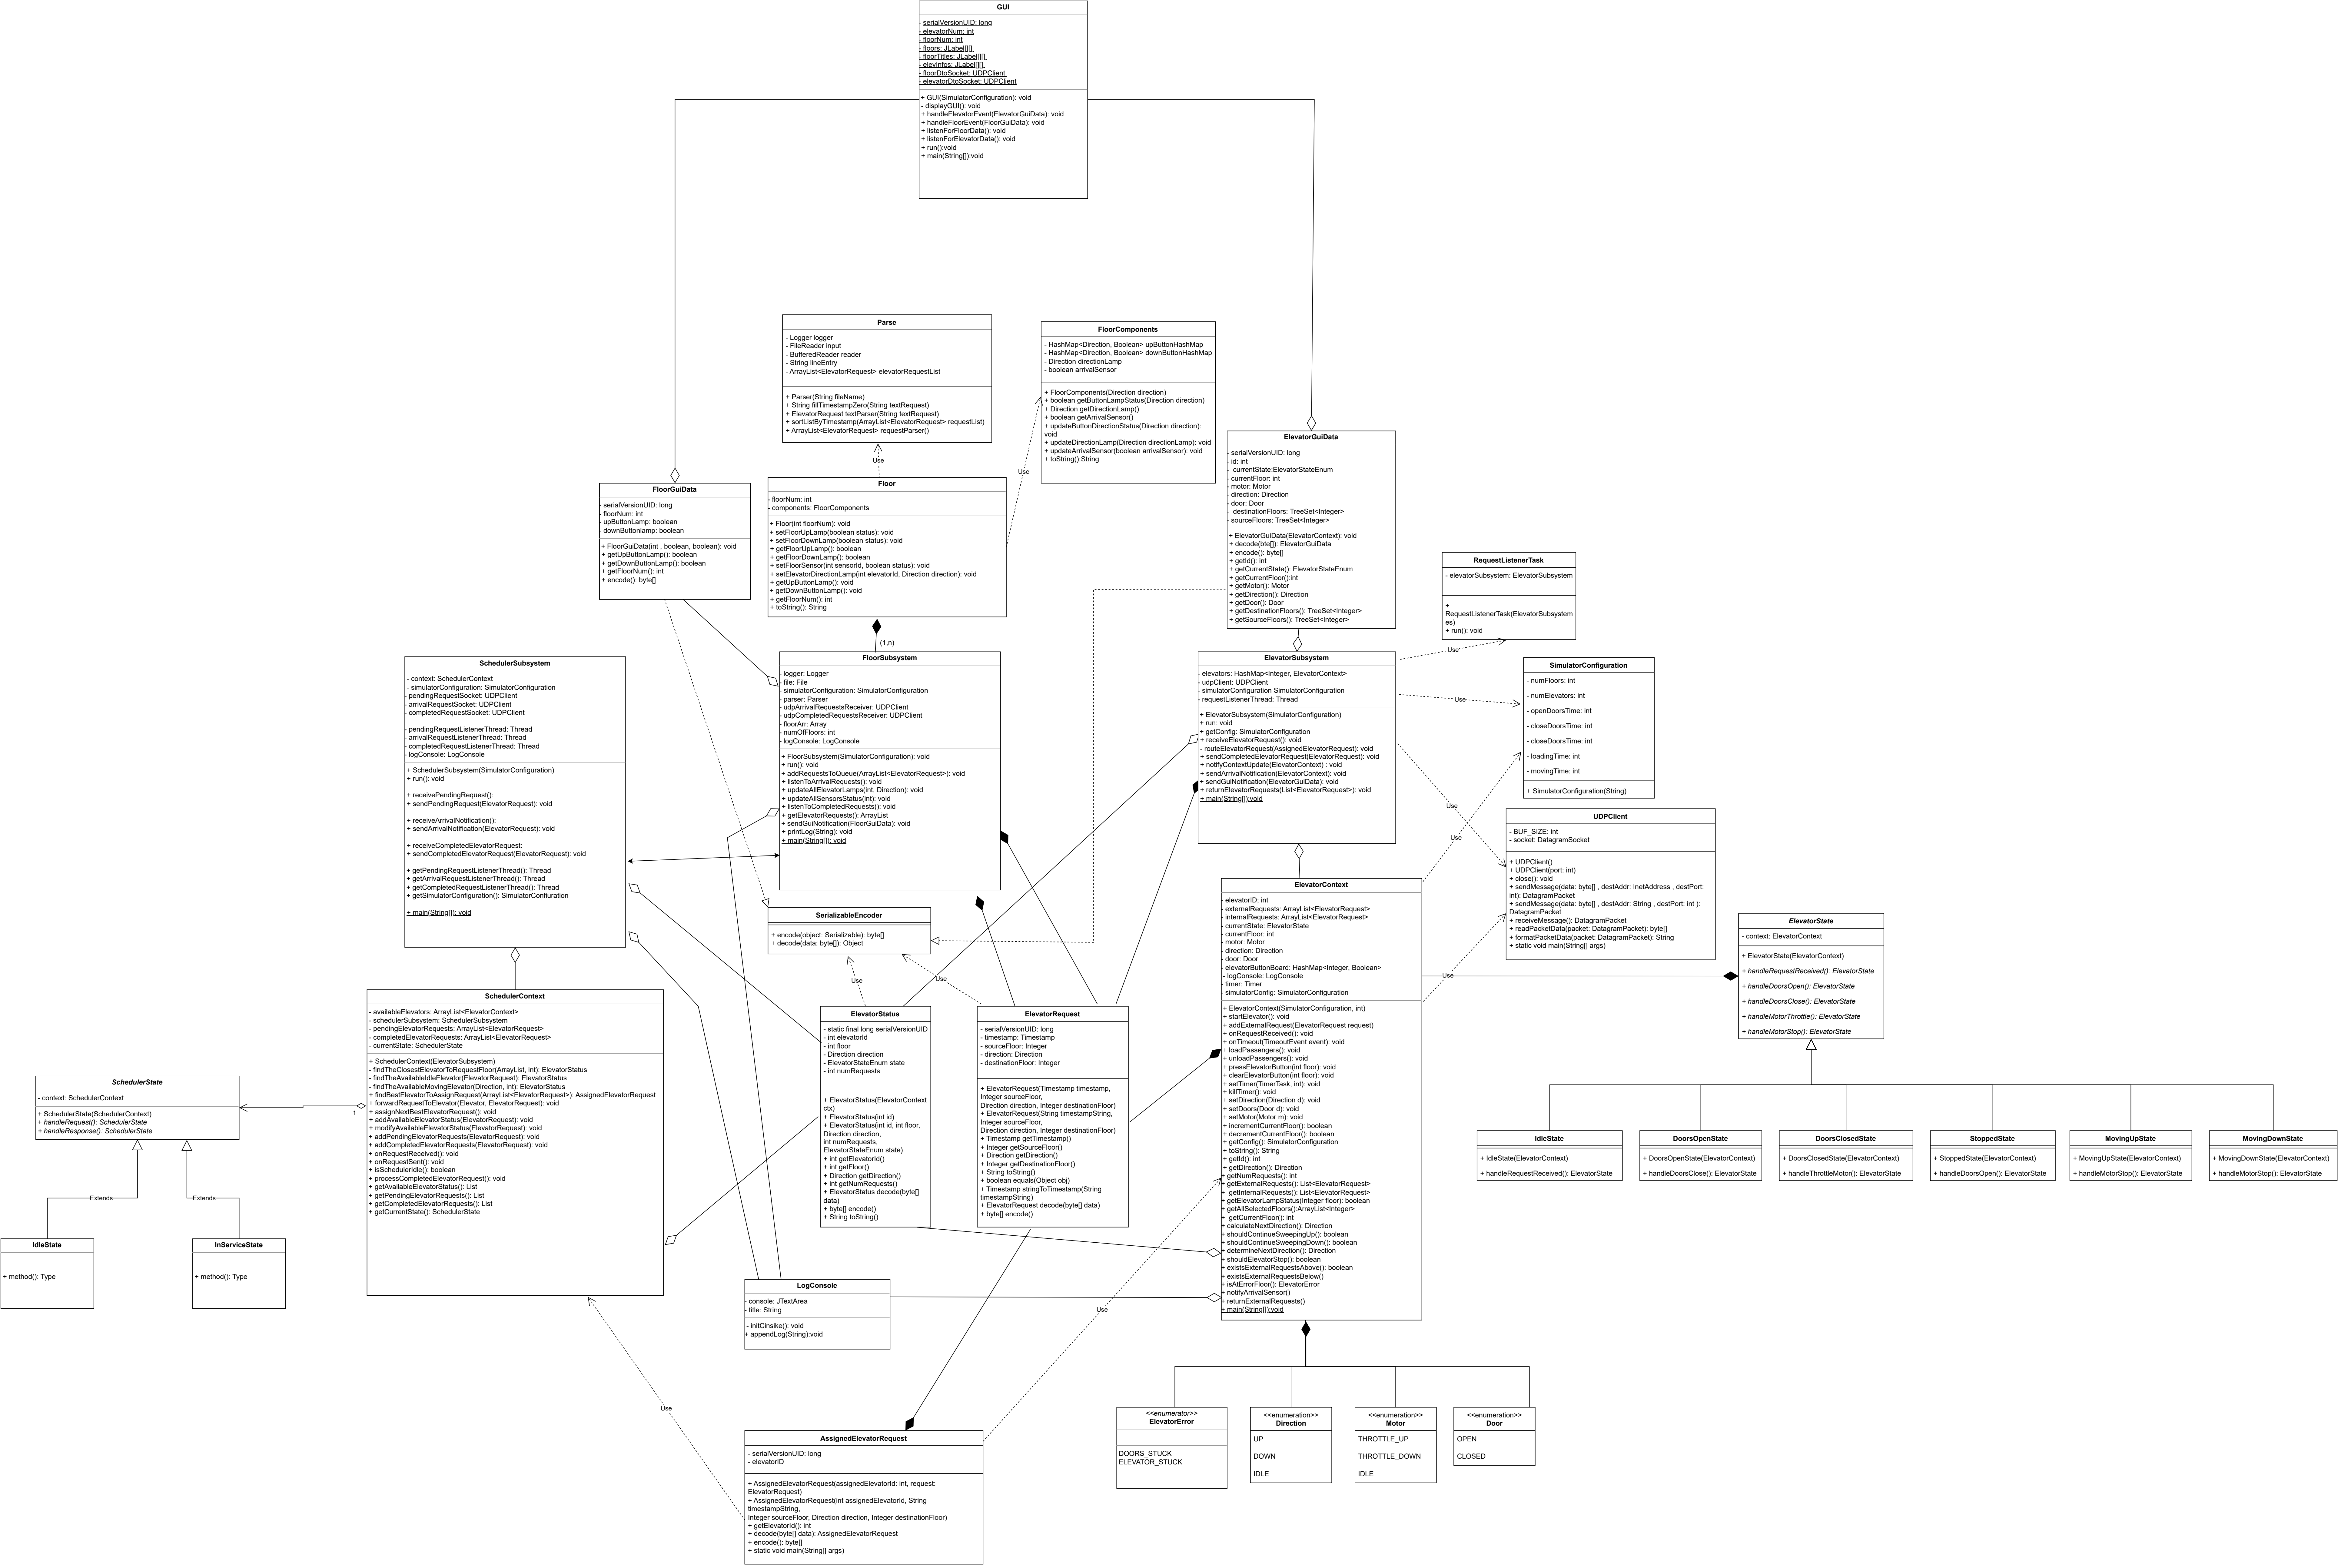 GUI
- serialVersionUID: long
- elevatorNum: int
- floorNum: int
- floors: JLabel[][]
- floorTitles: JLabel[][]
- elevInfos: JLabel[][]
- floorDtoSocket: UDPClient
- elevatorDtoSocket: UDPClient
+ GUI(SimulatorConfiguration): void
- displayGUI(): void
+ handleElevatorEvent(ElevatorGuiData): void
+ handleFloorEvent(FloorGuiData): void
+ listenForFloorData(): void
+ listenForElevatorData(): void
+ run():void
+ main(String[]):void
Parse
- Logger logger
- FileReader input
- BufferedReader reader
- String lineEntry
- ArrayList<ElevatorRequest> elevatorRequestList
+ Parser(String fileName)
+ String fillTimestampZero(String textRequest)
+ ElevatorRequest textParser(String textRequest)
+ sortListByTimestamp(ArrayList<ElevatorRequest> requestList)
+ ArrayList<ElevatorRequest> requestParser()
Use
FloorComponents
- HashMap<Direction, Boolean> upButtonHashMap
- HashMap<Direction, Boolean> downButtonHashMap
- Direction directionLamp
- boolean arrivalSensor
+ FloorComponents(Direction direction)
+ boolean getButtonLampStatus(Direction direction)
+ Direction getDirectionLamp()
+ boolean getArrivalSensor()
+ updateButtonDirectionStatus(Direction direction):
void
+ updateDirectionLamp(Direction directionLamp): void
+ updateArrivalSensor(boolean arrivalSensor): void
+ toString():String
Use
ElevatorGuiData
- serialVersionUID: long
- id: int
- currentState:ElevatorStateEnum
- currentFloor: int
- motor: Motor
- direction: Direction
- door: Door
- destinationFloors: TreeSet<Integer>
- sourceFloors: TreeSet<Integer>
+ ElevatorGuiData(ElevatorContext): void
+ decode(bte[]): ElevatorGuiData
+ encode(): byte[]
+ getId(): int
+ getCurrentState(): ElevatorStateEnum
+ getCurrentFloor():int
+ getMotor(): Motor
+ getDirection(): Direction
+ getDoor(): Door
+ getDestinationFloors(): TreeSet<Integer>
+ getSourceFloors(): TreeSet<Integer>
FloorGuiData
- serialVersionUID: long
- floorNum: int
- upButtonLamp: boolean
- downButtonlamp: boolean
+ FloorGuiData(int , boolean, boolean): void
+ getUpButtonLamp(): boolean
+ getDownButtonLamp(): boolean
+ getFloorNum(): int
+ encode(): byte[]
Floor
- floorNum: int
- components: FloorComponents
+ Floor(int floorNum): void
+ setFloorUpLamp(boolean status): void
+ setFloorDownLamp(boolean status): void
+ getFloorUpLamp(): boolean
+ getFloorDownLamp(): boolean
+ setFloorSensor(int sensorId, boolean status): void
+ setElevatorDirectionLamp(int elevatorId, Direction direction): void
+ getUpButtonLamp(): void
+ getDownButtonLamp(): void
+ getFloorNum(): int
+ toString(): String
(1,n)
RequestListenerTask
- elevatorSubsystem: ElevatorSubsystem
+
RequestListenerTask(ElevatorSubsystem
es)
+ run(): void
Use
SchedulerSubsystem
- context: SchedulerContext
- simulatorConfiguration: SimulatorConfiguration
- pendingRequestSocket: UDPClient
- arrivalRequestSocket: UDPClient
- completedRequestSocket: UDPClient
- pendingRequestListenerThread: Thread
- arrivalRequestListenerThread: Thread
- completedRequestListenerThread: Thread
- logConsole: LogConsole
+ SchedulerSubsystem(SimulatorConfiguration)
+ run(): void
+ receivePendingRequest():
+ sendPendingRequest(ElevatorRequest): void
+ receiveArrivalNotification():
+ sendArrivalNotification(ElevatorRequest): void
+ receiveCompletedElevatorRequest:
+ sendCompletedElevatorRequest(ElevatorRequest): void
+ getPendingRequestListenerThread(): Thread
+ getArrivalRequestListenerThread(): Thread
+ getCompletedRequestListenerThread(): Thread
+ getSimulatorConfiguration(): SimulatorConfiuration
+ main(String[]): void
FloorSubsystem
- logger: Logger
- file: File
- simulatorConfiguration: SimulatorConfiguration
- parser: Parser
- udpArrivalRequestsReceiver: UDPClient
- udpCompletedRequestsReceiver: UDPClient
- floorArr: Array
- numOfFloors: int
- logConsole: LogConsole
+ FloorSubsystem(SimulatorConfiguration): void
+ run(): void
+ addRequestsToQueue(ArrayList<ElevatorRequest>): void
+ listenToArrivalRequests(): void
+ updateAllElevatorLamps(int, Direction): void
+ updateAllSensorsStatus(int): void
+ listenToCompletedRequests(): void
+ getElevatorRequests(): ArrayList
+ sendGuiNotification(FloorGuiData): void
+ printLog(String): void
+ main(String[]): void
ElevatorSubsystem
- elevators: HashMap<Integer, ElevatorContext>
- udpClient: UDPClient
- simulatorConfiguration SimulatorConfiguration
- requestListenerThread: Thread
+ ElevatorSubsystem(SimulatorConfiguration)
+ run: void
+ getConfig: SimulatorConfiguration
+ receiveElevatorRequest(): void
- routeElevatorRequest(AssignedElevatorRequest): void
+ sendCompletedElevatorRequest(ElevatorRequest): void
+ notifyContextUpdate(ElevatorContext) : void
+ sendArrivalNotification(ElevatorContext): void
+ sendGuiNotification(ElevatorGuiData): void
+ returnElevatorRequests(List<ElevatorRequest>): void
+ main(String[]):void
Use
Use
SimulatorConfiguration
- numFloors: int
- numElevators: int
- openDoorsTime: int
- closeDoorsTime: int
- closeDoorsTime: int
- loadingTime: int
- movingTime: int
+ SimulatorConfiguration(String)
Use
UDPClient
- BUF_SIZE: int
- socket: DatagramSocket
+ UDPClient()
+ UDPClient(port: int)
+ close(): void
+ sendMessage(data: byte[] , destAddr: InetAddress , destPort:
int): DatagramPacket
+ sendMessage(data: byte[] , destAddr: String , destPort: int ):
DatagramPacket
+ receiveMessage(): DatagramPacket
+ readPacketData(packet: DatagramPacket): byte[]
+ formatPacketData(packet: DatagramPacket): String
+ static void main(String[] args)
Use
SerializableEncoder
+ encode(object: Serializable): byte[]
+ decode(data: byte[]): Object
Use
Use
ElevatorContext
- elevatorID; int
- externalRequests: ArrayList<ElevatorRequest>
- internalRequests: ArrayList<ElevatorRequest>
- currentState: ElevatorState
- currentFloor: int
- motor: Motor
- direction: Direction
- door: Door
- elevatorButtonBoard: HashMap<Integer, Boolean>
- logConsole: LogConsole
- timer: Timer
- simulatorConfig: SimulatorConfiguration
+ ElevatorContext(SimulatorConfiguration, int)
+ startElevator(): void
+ addExternalRequest(ElevatorRequest request)
+ onRequestReceived(): void
+ onTimeout(TimeoutEvent event): void
+ loadPassengers(): void
+ unloadPassengers(): void
+ pressElevatorButton(int floor): void
+ clearElevatorButton(int floor): void
+ setTimer(TimerTask, int): void
+ killTimer(): void
+ setDirection(Direction d): void
+ setDoors(Door d): void
+ setMotor(Motor m): void
+ incrementCurrentFloor(): boolean
+ decrementCurrentFloor(): boolean
+ getConfig(): SimulatorConfiguration
+ toString(): String
+ getId(): int
+ getDirection(): Direction
+ getNumRequests(): int
+ getExternalRequests(): List<ElevatorRequest>
+ getInternalRequests(): List<ElevatorRequest>
+ getElevatorLampStatus(Integer floor): boolean
+ getAllSelectedFloors():ArrayList<Integer>
+ getCurrentFloor(): int
+ calculateNextDirection(): Direction
+ shouldContinueSweepingUp(): boolean
+ shouldContinueSweepingDown(): boolean
+ determineNextDirection(): Direction
+ shouldElevatorStop(): boolean
+ existsExternalRequestsAbove(): boolean
+ existsExternalRequestsBelow()
+ isAtErrorFloor(): ElevatorError
+ notifyArrivalSensor()
+ returnExternalRequests()
+ main(String[]):void
ElevatorState
- context: ElevatorContext
+ ElevatorState(ElevatorContext)
+ handleRequestReceived(): ElevatorState
+ handleDoorsOpen(): ElevatorState
+ handleDoorsClose(): ElevatorState
+ handleMotorThrottle(): ElevatorState
+ handleMotorStop(): ElevatorState
SchedulerContext
- availableElevators: ArrayList<ElevatorContext>
- schedulerSubsystem: SchedulerSubsystem
- pendingElevatorRequests: ArrayList<ElevatorRequest>
- completedElevatorRequests: ArrayList<ElevatorRequest>
- currentState: SchedulerState
+ SchedulerContext(ElevatorSubsystem)
- findTheClosestElevatorToRequestFloor(ArrayList, int): ElevatorStatus
- findTheAvailableIdleElevator(ElevatorRequest): ElevatorStatus
- findTheAvailableMovingElevator(Direction, int): ElevatorStatus
+ findBestElevatorToAssignRequest(ArrayList<ElevatorRequest>): AssignedElevatorRequest
+ forwardRequestToElevator(Elevator, ElevatorRequest): void
+ assignNextBestElevatorRequest(): void
+ addAvailableElevatorStatus(ElevatorRequest): void
+ modifyAvailableElevatorStatus(ElevatorRequest): void
+ addPendingElevatorRequests(ElevatorRequest): void
+ addCompletedElevatorRequests(ElevatorRequest): void
+ onRequestReceived(): void
+ onRequestSent(): void
+ isSchedulerIdle(): boolean
+ processCompletedElevatorRequest(): void
+ getAvailableElevatorStatus(): List
+ getPendingElevatorRequests(): List
+ getCompletedElevatorRequests(): List
+ getCurrentState(): SchedulerState
ElevatorStatus
- static final long serialVersionUID
- int elevatorId
- int floor
- Direction direction
- ElevatorStateEnum state
- int numRequests
+ ElevatorStatus(ElevatorContext
ctx)
+ ElevatorStatus(int id)
+ ElevatorStatus(int id, int floor,
Direction direction,
int numRequests,
ElevatorStateEnum state)
+ int getElevatorId()
+ int getFloor()
+ Direction getDirection()
+ int getNumRequests()
+ ElevatorStatus decode(byte[]
data)
+ byte[] encode()
+ String toString()
ElevatorRequest
- serialVersionUID: long
- timestamp: Timestamp
- sourceFloor: Integer
- direction: Direction
- destinationFloor: Integer
+ ElevatorRequest(Timestamp timestamp,
Integer sourceFloor,
Direction direction, Integer destinationFloor)
+ ElevatorRequest(String timestampString,
Integer sourceFloor,
Direction direction, Integer destinationFloor)
+ Timestamp getTimestamp()
+ Integer getSourceFloor()
+ Direction getDirection()
+ Integer getDestinationFloor()
+ String toString()
+ boolean equals(Object obj)
+ Timestamp stringToTimestamp(String
timestampString)
+ ElevatorRequest decode(byte[] data)
+ byte[] encode()
Use
SchedulerState
- context: SchedulerContext
+ SchedulerState(SchedulerContext)
+ handleRequest(): SchedulerState
+ handleResponse(): SchedulerState
1
Extends
Extends
IdleState
+ method(): Type
InServiceState
+ method(): Type
IdleState
+ IdleState(ElevatorContext)
+ handleRequestReceived(): ElevatorState
DoorsOpenState
+ DoorsOpenState(ElevatorContext)
+ handleDoorsClose(): ElevatorState
DoorsClosedState
+ DoorsClosedState(ElevatorContext)
+ handleThrottleMotor(): ElevatorState
StoppedState
+ StoppedState(ElevatorContext)
+ handleDoorsOpen(): ElevatorState
MovingUpState
+ MovingUpState(ElevatorContext)
+ handleMotorStop(): ElevatorState
MovingDownState
+ MovingDownState(ElevatorContext)
+ handleMotorStop(): ElevatorState
LogConsole
- console: JTextArea
- title: String
- initCinsike(): void
+ appendLog(String):void
Use
Use
AssignedElevatorRequest
- serialVersionUID: long
- elevatorID
+ AssignedElevatorRequest(assignedElevatorId: int, request:
ElevatorRequest)
+ AssignedElevatorRequest(int assignedElevatorId, String
timestampString,
Integer sourceFloor, Direction direction, Integer destinationFloor)
+ getElevatorId(): int
+ decode(byte[] data): AssignedElevatorRequest
+ encode(): byte[]
+ static void main(String[] args)
<<enumerator>>
ElevatorError
DOORS_STUCK
ELEVATOR_STUCK
<<enumeration>>
Direction
UP
DOWN
IDLE
<<enumeration>>
Motor
THROTTLE_UP
THROTTLE_DOWN
IDLE
<<enumeration>>
Door
OPEN
CLOSED